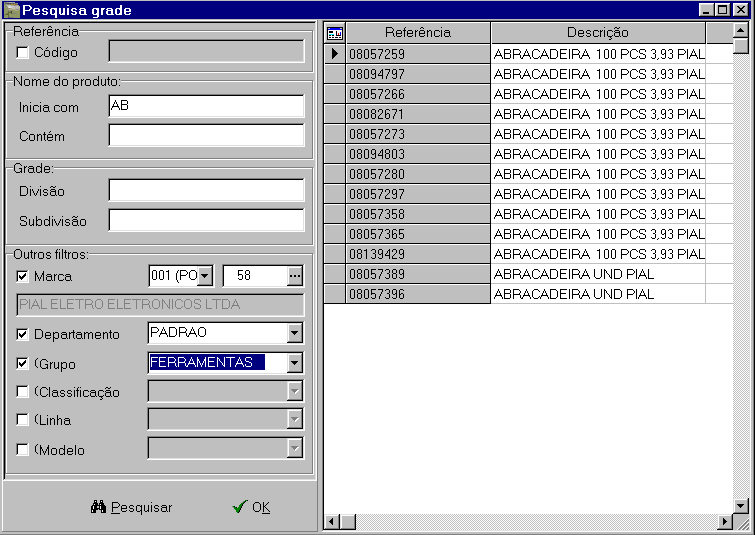 Pesquisa grade
Referência
Código
Nome do produto:
Inicia com AB
Contém
Grade:
Divisão
Subdivisão
Outros filtros:
Marca 001 (PO 58 ...
PIAL ELETRO ELETRONICOS LTDA
Departamento PADRAO
(Grupo FERRAMENTAS
(Classificação
(Linha
(Modelo
Pesquisar OK
Referência Descrição
08057259 ABRACADEIRA 100 PCS 3,93 PIAL
08094797 ABRACADEIRA 100 PCS 3,93 PIAL
08057266 ABRACADEIRA 100 PCS 3,93 PIAL
08082671 ABRACADEIRA 100 PCS 3,93 PIAL
08057273 ABRACADEIRA 100 PCS 3,93 PIAL
08094803 ABRACADEIRA 100 PCS 3,93 PIAL
08057280 ABRACADEIRA 100 PCS 3,93 PIAL
08057297 ABRACADEIRA 100 PCS 3,93 PIAL
08057358 ABRACADEIRA 100 PCS 3,93 PIAL
08057365 ABRACADEIRA 100 PCS 3,93 PIAL
08139429 ABRACADEIRA 100 PCS 3,93 PIAL
08057389 ABRACADEIRA UND PIAL
08057396 ABRACADEIRA UND PIAL